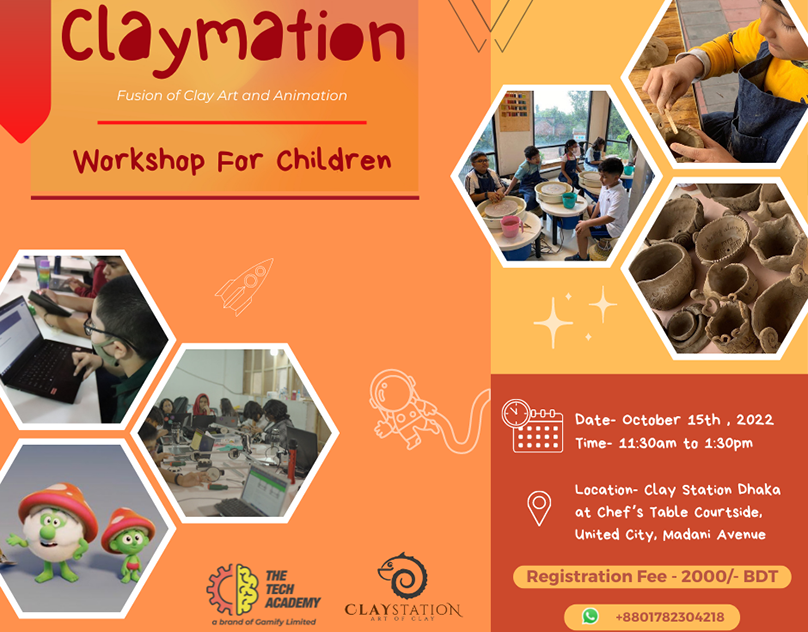 Claymation
Fusion of Clay Art and Animation
Workshop For Children
Date- October 15th , 2022
Time- 11:30am to 1:30pm
Location- Clay Station Dhaka
at Chef's Table Courtside,
United City, Madani Avenue
Registration Fee - 2000/- BDT
+8801782304218
THE
TECH
ACADEMY
a brand of Gamify Limited
CLAYSTATION
ART OF CLAY